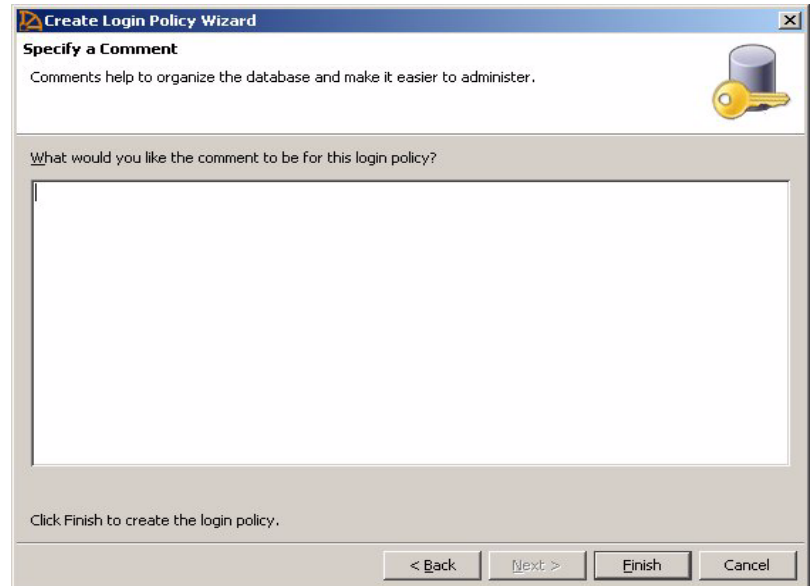 Create Login Policy Wizard
Specify a Comment
Comments help to organize the database and make it easier to administer.
What would you like the comment to be for this login policy?
Click Finish to create the login policy.
< Back Next > Finish Cancel